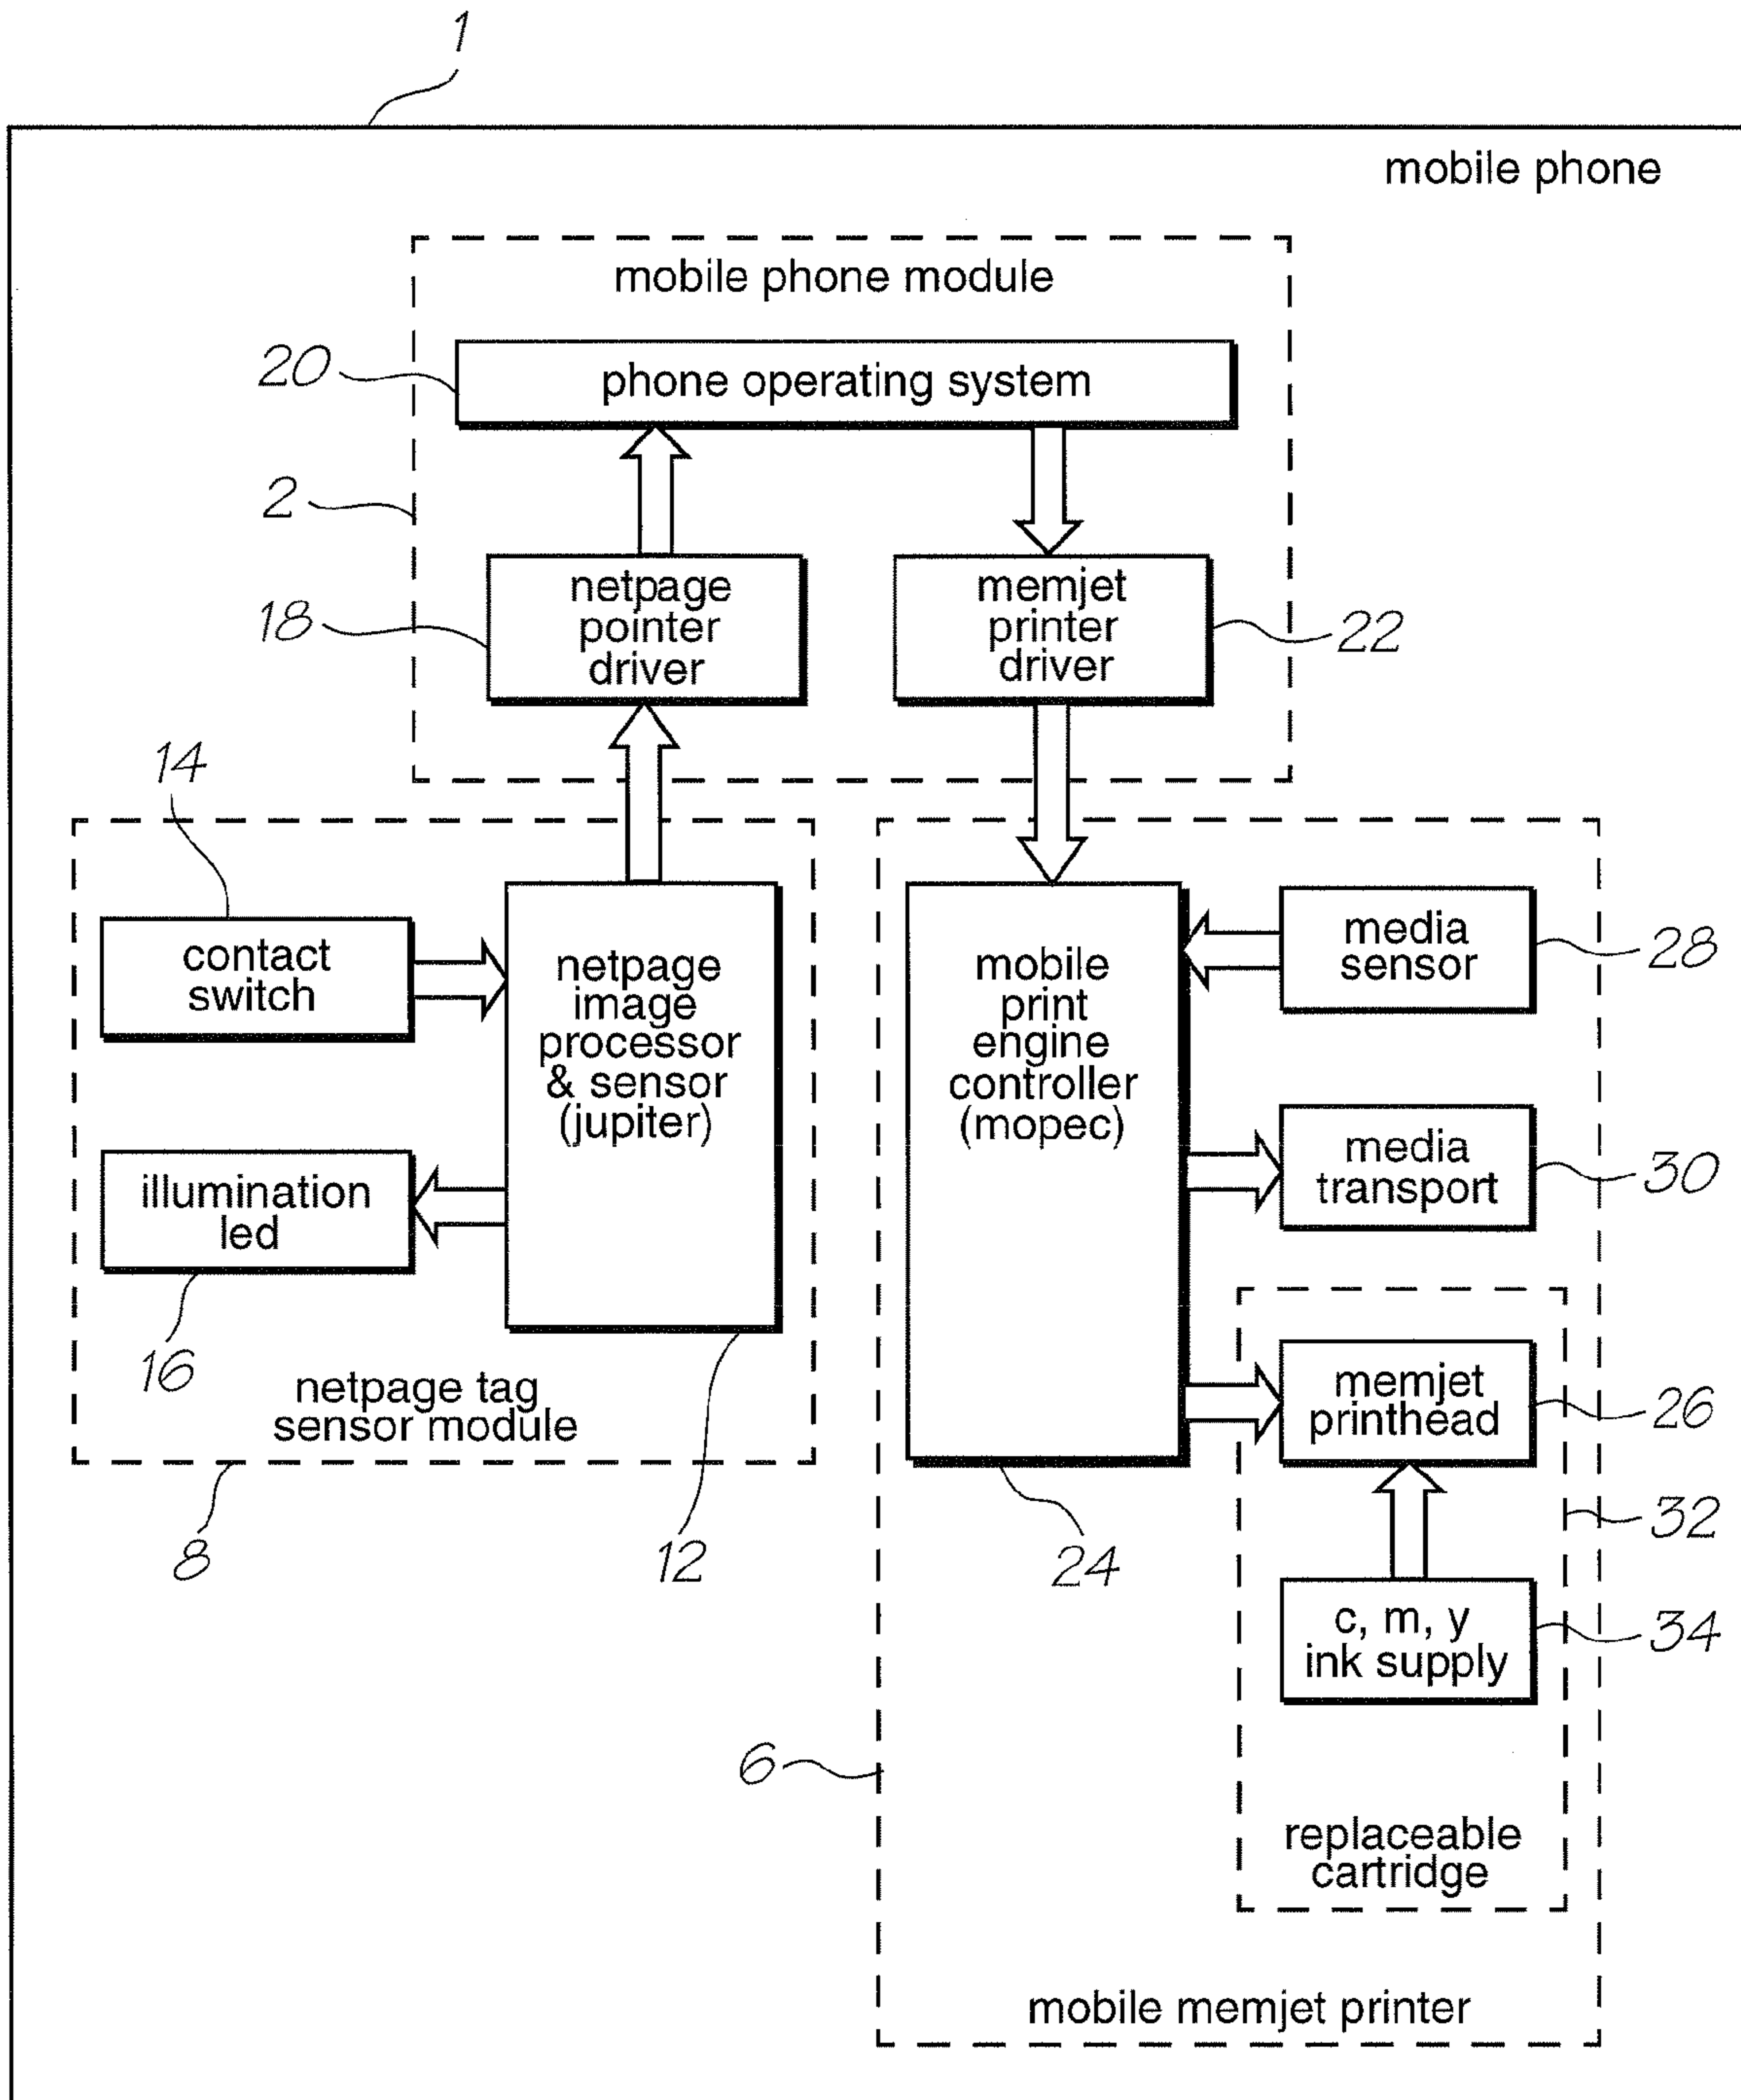 1
mobile phone
mobile phone module
20
phone operating system
2
netpage
pointer
driver
18
memjet
printer
driver
22
14
contact
switch
netpage
image
processor
& sensor
(jupiter)
illumination
led
16
netpage tag
sensor module
8
12
mobile
print
engine
controller
(mopec)
media
sensor
28
media
transport
30
memjet
printhead
26
32
24
c, m, y
ink supply
34
6
replaceable
cartridge
mobile memjet printer